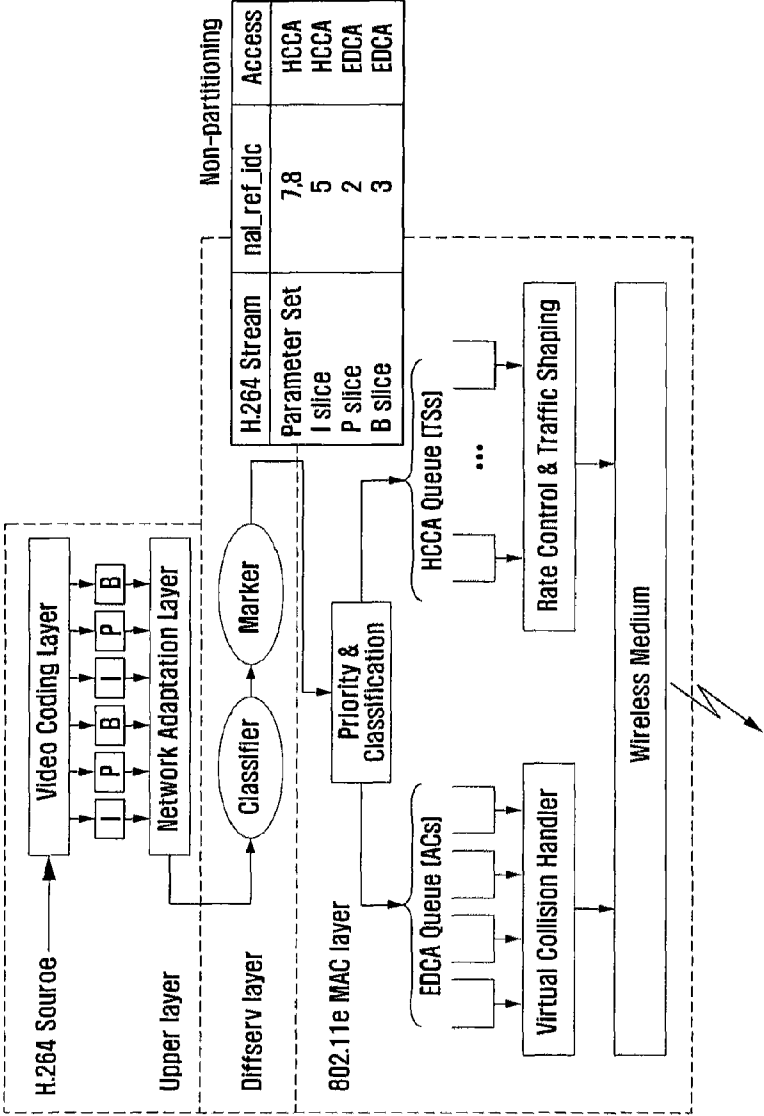 H.264 Souroe
Video Coding Layer
I P B I P B
Network Adaptation Layer
Upper layer
Non-partitioning
H.264 Stream nal_ref_idc Access
Parameter Set 7,8 HCCA
I slice 5 HCCA
P slice 2 EDCA
B slice 3 EDCA
Diffserv layer
Classifier
Marker
802.11e MAC layer
Priority &
Classification
EDCA Queue (ACs)
HCCA Queue (TSs)
...
Virtual Collision Handler
Rate Control & Traffic Shaping
Wireless Medium